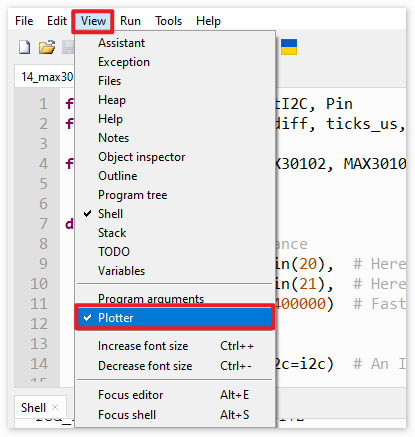 File Edit View Run Tools Help
Assistant
Exception
Files
Heap
Help
Notes
Object inspector
Outline
Program tree
Shell
Stack
TODO
Variables
Program arguments
Plotter
Increase font size Ctrl++
Decrease font size Ctrl+-
Focus editor Alt+E
Focus shell Alt+S
14_max30
1 f tI2C, Pin
2 f diff, ticks_us,
3
4 f X30102, MAX3010
5
6
7 d
8 ance
9 in(20), # Here
10 in(21), # Here
11 400000) # Fast
12
13
14 2c=i2c) # An I
15
Shell ×